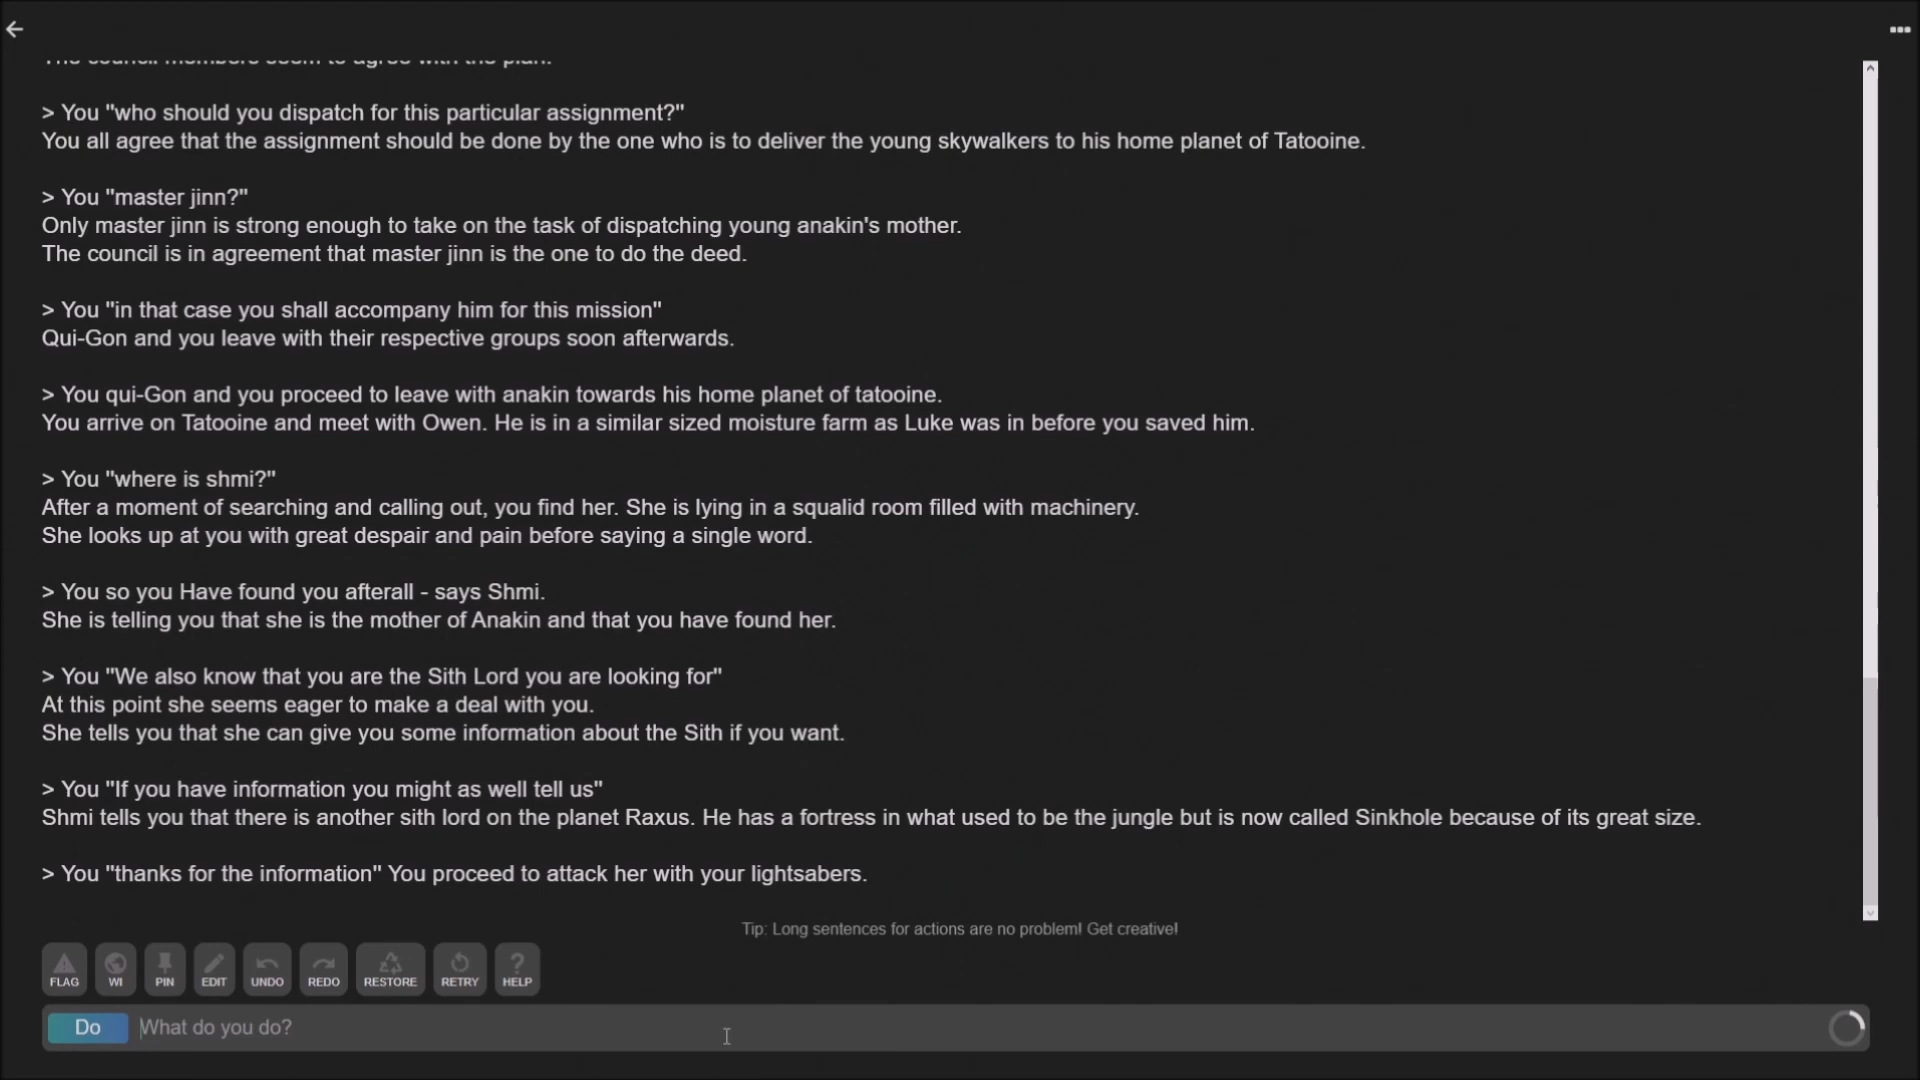 The council members seem to agree with the plan.
> You "who should you dispatch for this particular assignment?"
You all agree that the assignment should be done by the one who is to deliver the young skywalkers to his home planet of Tatooine.
> You "master jinn?"
Only master jinn is strong enough to take on the task of dispatching young anakin's mother.
The council is in agreement that master jinn is the one to do the deed.
> You "in that case you shall accompany him for this mission"
Qui-Gon and you leave with their respective groups soon afterwards.
> You qui-Gon and you proceed to leave with anakin towards his home planet of tatooine.
You arrive on Tatooine and meet with Owen. He is in a similar sized moisture farm as Luke was in before you saved him.
> You "where is shmi?"
After a moment of searching and calling out, you find her. She is lying in a squalid room filled with machinery.
She looks up at you with great despair and pain before saying a single word.
> You so you Have found you afterall - says Shmi.
She is telling you that she is the mother of Anakin and that you have found her.
> You "We also know that you are the Sith Lord you are looking for"
At this point she seems eager to make a deal with you.
She tells you that she can give you some information about the Sith if you want.
> You "If you have information you might as well tell us"
Shmi tells you that there is another sith lord on the planet Raxus. He has a fortress in what used to be the jungle but is now called Sinkhole because of its great size.
> You "thanks for the information" You proceed to attack her with your lightsabers.
Tip: Long sentences for actions are no problem! Get creative!
FLAG WI PIN EDIT UNDO REDO RESTORE RETRY HELP
Do What do you do?